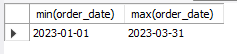 min(order_date) max(order_date)
2023-01-01 2023-03-31